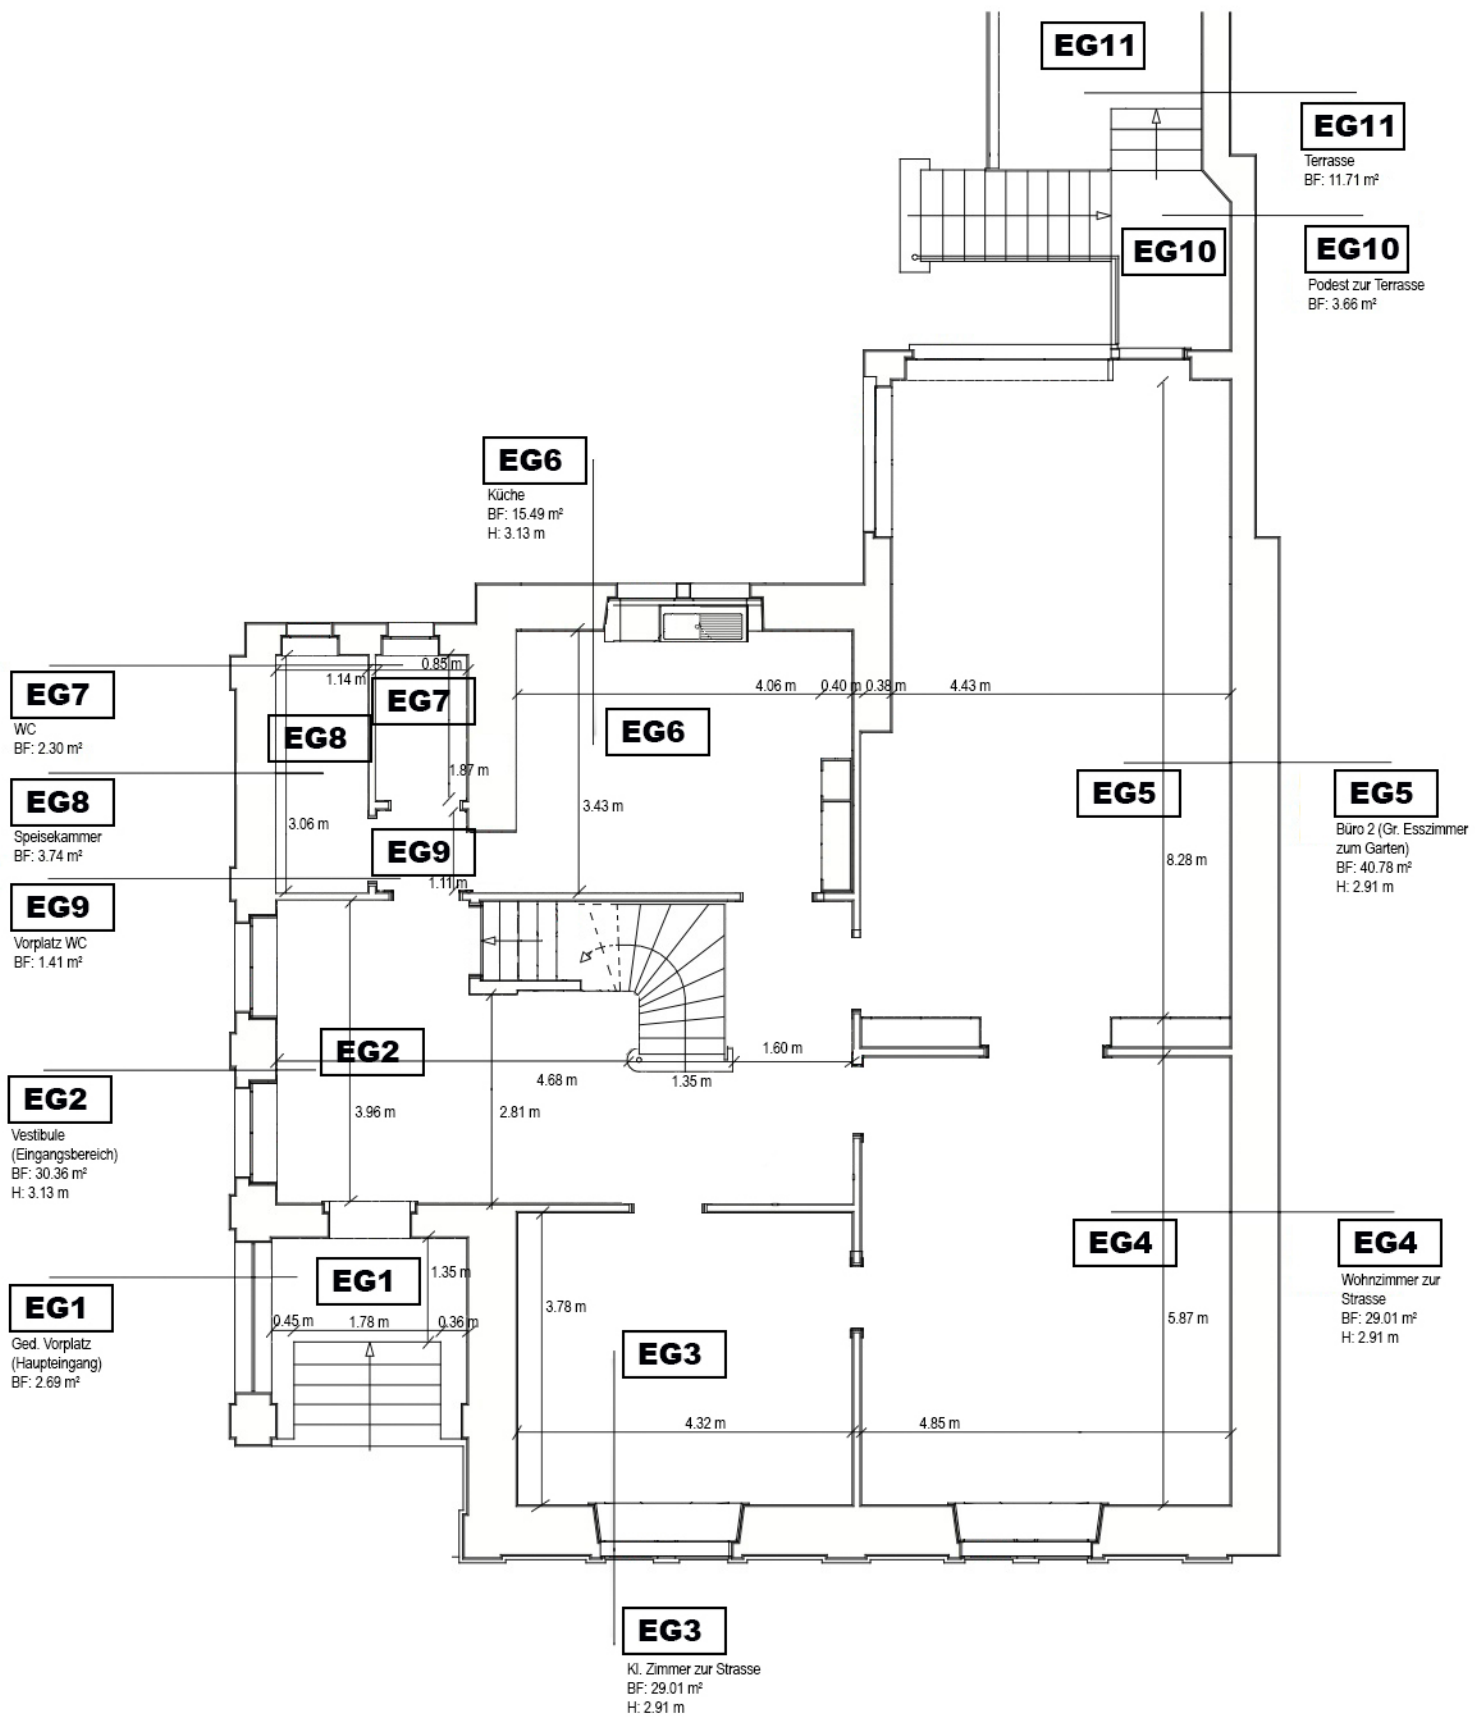 EG11
EG11
Terrasse
BF: 11.71 m²
EG10
EG10
Podest zur Terrasse
BF: 3.66 m²
EG6
Küche
BF: 15.49 m²
H: 3.13 m
EG7
WC
BF: 2.30 m²
0.85 m
1.14 m
EG7
EG8
EG6
4.06 m
0.40 m
0.38 m
4.43 m
1.87 m
3.43 m
3.06 m
EG8
Speisekammer
BF: 3.74 m²
EG5
EG5
Büro 2 (Gr. Esszimmer
zum Garten)
BF: 40.78 m²
H: 2.91 m
8.28 m
EG9
1.11 m
EG9
Vorplatz WC
BF: 1.41 m²
EG2
4.68 m
1.35 m
1.60 m
3.96 m
2.81 m
EG2
Vestibule
(Eingangsbereich)
BF: 30.36 m²
H: 3.13 m
EG4
EG4
Wohnzimmer zur
Strasse
BF: 29.01 m²
H: 2.91 m
5.87 m
EG1
1.35 m
0.45 m
1.78 m
0.36 m
EG1
Ged. Vorplatz
(Haupteingang)
BF: 2.69 m²
3.78 m
EG3
4.32 m
4.85 m
EG3
Kl. Zimmer zur Strasse
BF: 29.01 m²
H: 2.91 m